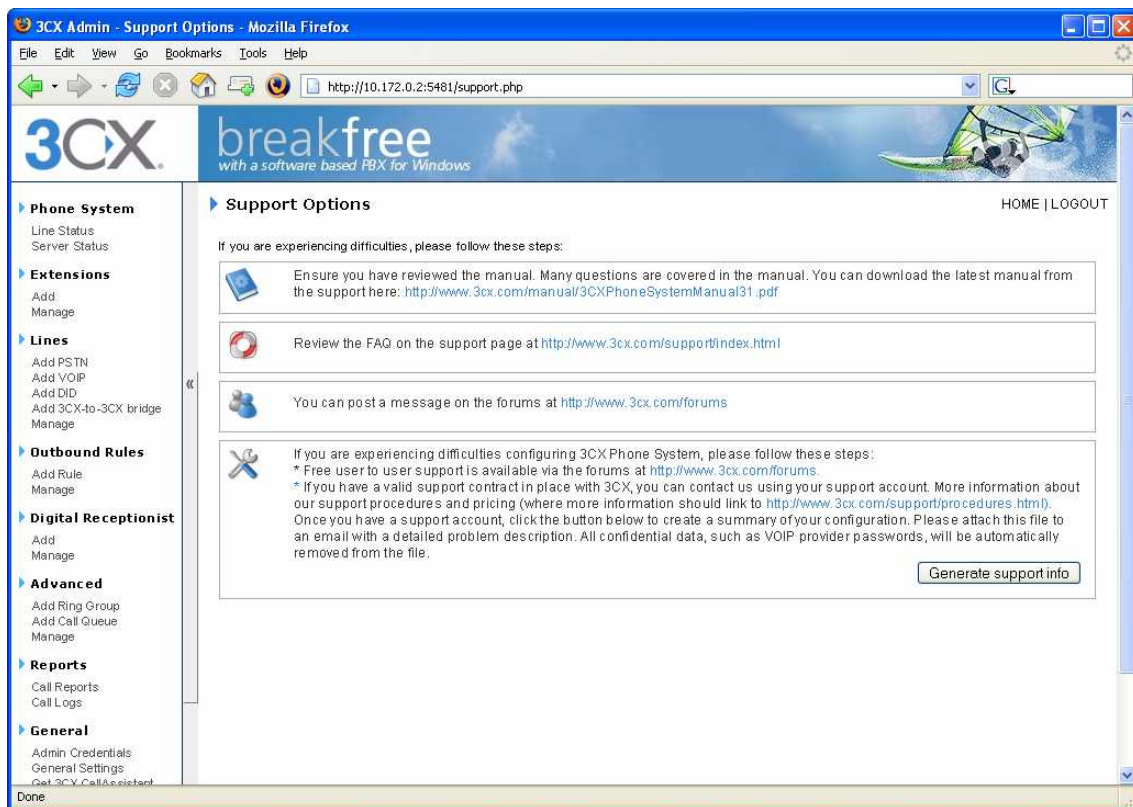 3CX Admin - Support Options - Mozilla Firefox
File Edit View Go Bookmarks Tools Help
http://10.172.0.2:5481/support.php
G
3CX.
breakfree
with a software based PBX for Windows
Phone System
Line Status
Server Status
Extensions
Add
Manage
Lines
Add PSTN
Add VOIP
Add DID
Add 3CX-to-3CX bridge
Manage
Outbound Rules
Add Rule
Manage
Digital Receptionist
Add
Manage
Advanced
Add Ring Group
Add Call Queue
Manage
Reports
Call Reports
Call Logs
General
Admin Credentials
General Settings
Get 3CX CallAssistant
«
Support Options
HOME | LOGOUT
If you are experiencing difficulties, please follow these steps:
Ensure you have reviewed the manual. Many questions are covered in the manual. You can download the latest manual from
the support here: http://www.3cx.com/manual/3CXPhoneSystemManual31.pdf
Review the FAQ on the support page at http://www.3cx.com/support/index.html
You can post a message on the forums at http://www.3cx.com/forums
If you are experiencing difficulties configuring 3CX Phone System, please follow these steps:
* Free user to user support is available via the forums at http://www.3cx.com/forums.
* If you have a valid support contract in place with 3CX, you can contact us using your support account. More information about
our support procedures and pricing (where more information should link to http://www.3cx.com/support/procedures.html).
Once you have a support account, click the button below to create a summary of your configuration. Please attach this file to
an email with a detailed problem description. All confidential data, such as VOIP provider passwords, will be automatically
removed from the file.
Generate support info
Done